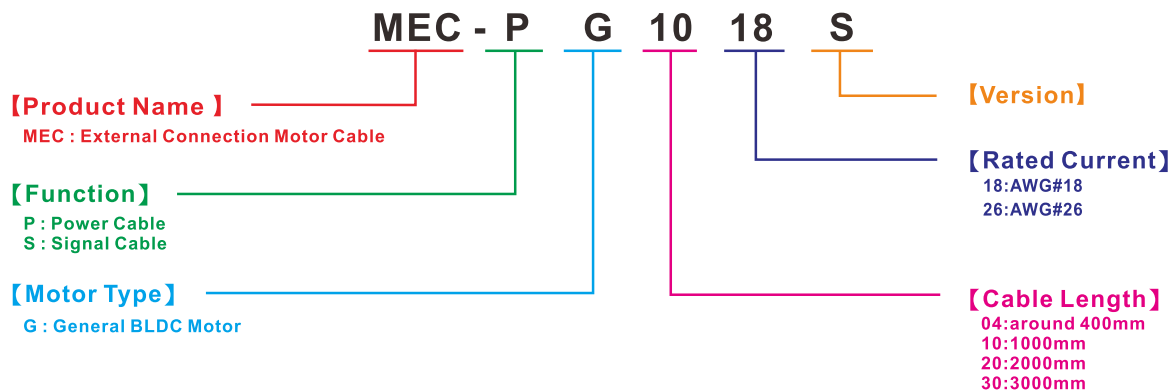 MEC - P G 10 18 S
【Product Name 】
MEC : External Connection Motor Cable
【Function】
P : Power Cable
S : Signal Cable
【Motor Type】
G : General BLDC Motor
【Version】
【Rated Current】
18:AWG#18
26:AWG#26
【Cable Length】
04:around 400mm
10:1000mm
20:2000mm
30:3000mm